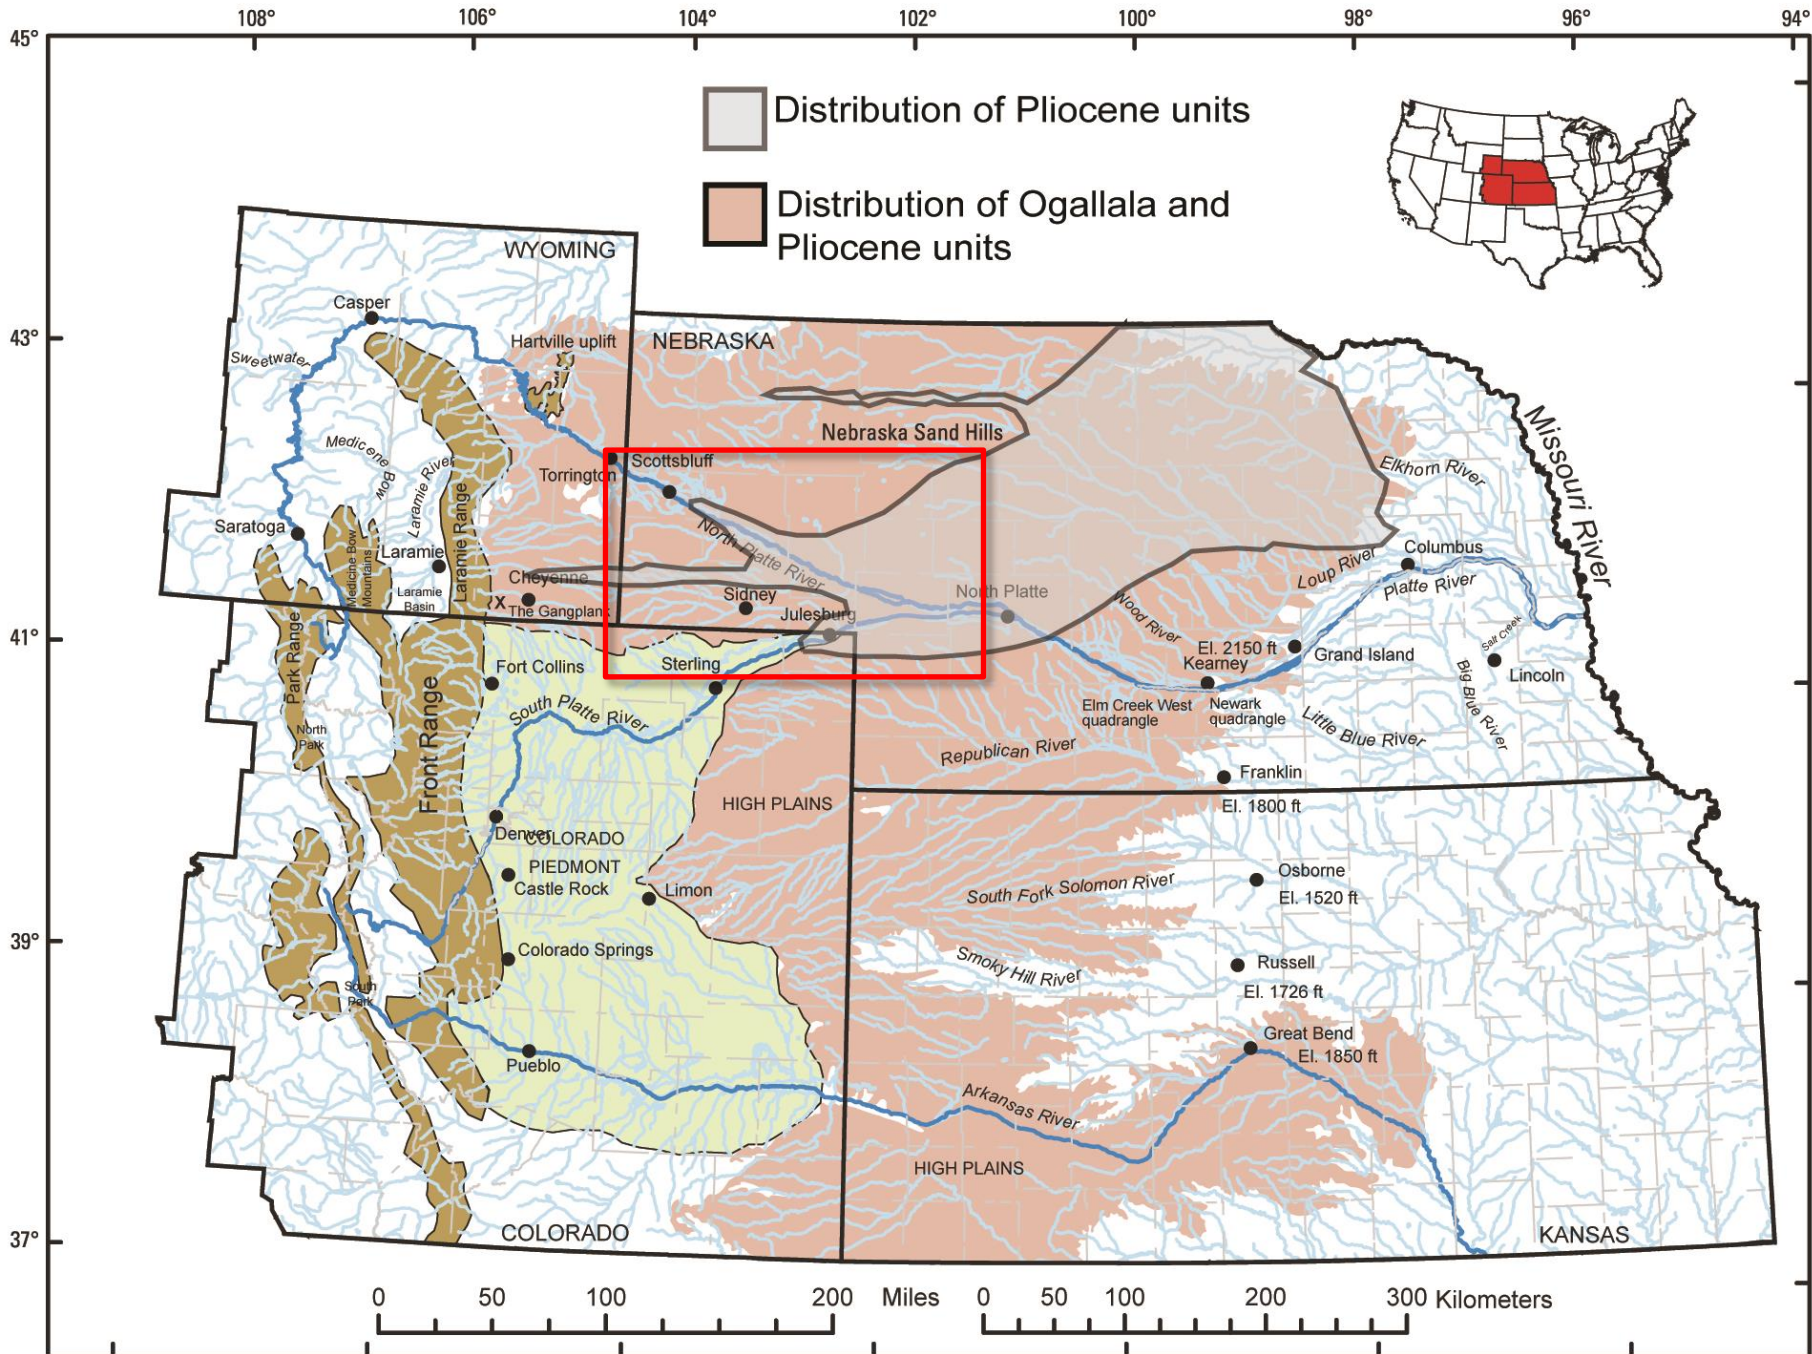 108°
106°
104°
102°
100°
98°
96°
94°
45°
43°
41°
39°
37°
Distribution of Pliocene units
Distribution of Ogallala and
Pliocene units
WYOMING
Casper
Sweetwater
Hartville uplift
NEBRASKA
Nebraska Sand Hills
Medicine
Bow
Laramie River
Laramie Range
Torrington
Scottsbluff
Elkhorn River
Missouri River
Saratoga
Medicine Bow
Mountains
Laramie
Laramie
Basin
Cheyenne
X
The Gangplank
North Platte River
Sidney
Julesburg
North Platte
Wood River
Loup River
Columbus
Platte River
El. 2150 ft
Kearney
Grand Island
Salt Creek
Lincoln
Big Blue River
Park Range
North
Park
Front Range
Fort Collins
Sterling
South Platte River
Elm Creek West
quadrangle
Newark
quadrangle
Little Blue River
Republican River
Franklin
El. 1800 ft
HIGH PLAINS
Denver
COLORADO
PIEDMONT
Castle Rock
Limon
South Fork Solomon River
Osborne
El. 1520 ft
Colorado Springs
Smoky Hill River
Russell
El. 1726 ft
South
Park
Great Bend
El. 1850 ft
Pueblo
Arkansas River
HIGH PLAINS
COLORADO
KANSAS
0 50 100 200 Miles
0 50 100 200 300 Kilometers